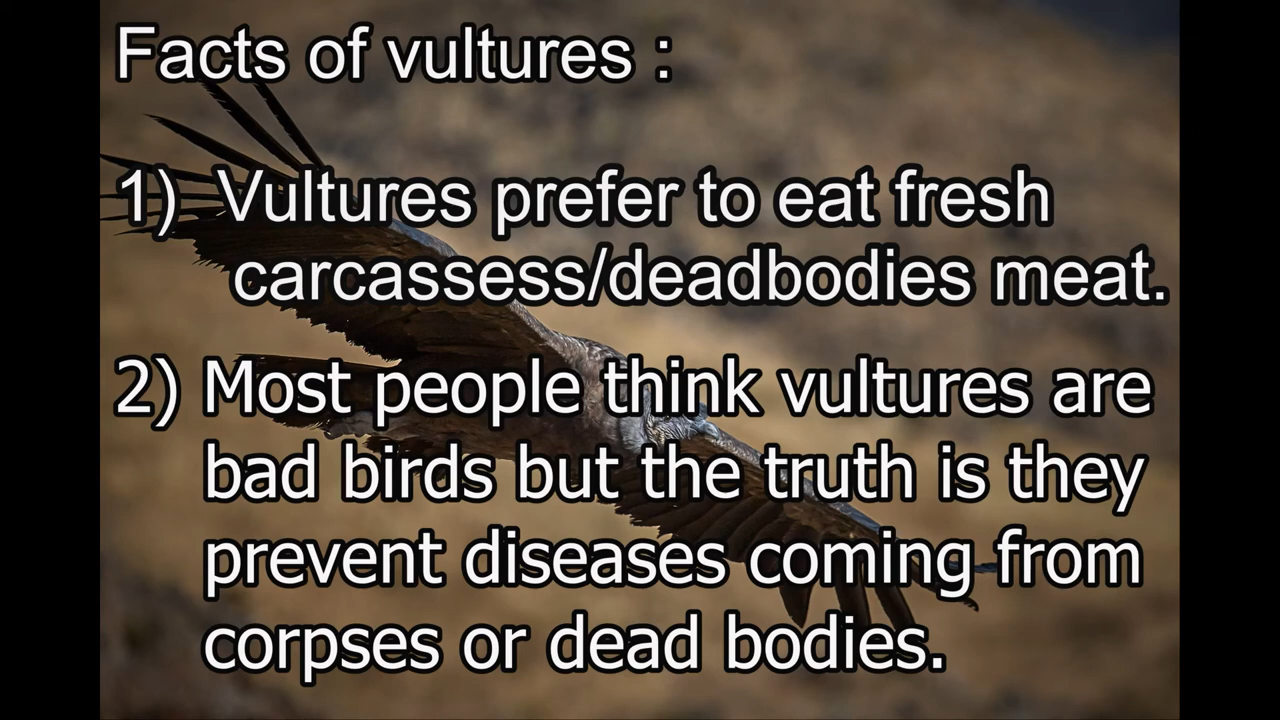 Facts of vultures :
1) Vultures prefer to eat fresh
carcassess/deadbodies meat.
2) Most people think vultures are
bad birds but the truth is they
prevent diseases coming from
corpses or dead bodies.